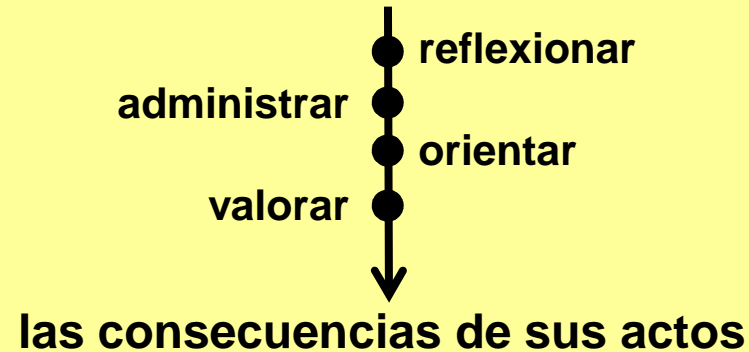 reflexionar
administrar
orientar
valorar
las consecuencias de sus actos